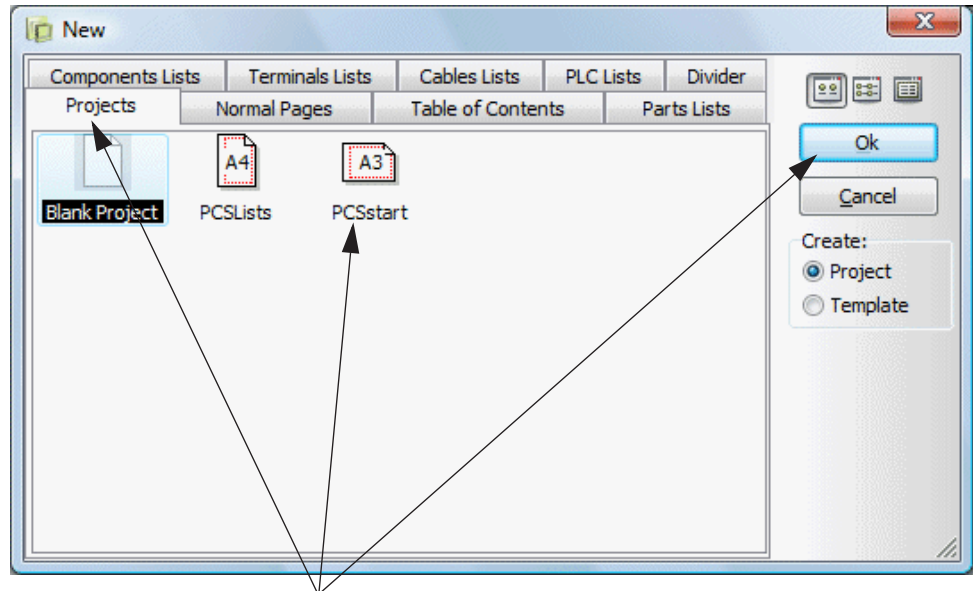 New
Components Lists
Terminals Lists
Cables Lists
PLC Lists
Divider
Projects
Normal Pages
Table of Contents
Parts Lists
A4
A3
Blank Project
PCSLists
PCSstart
Ok
Cancel
Create:
Project
Template